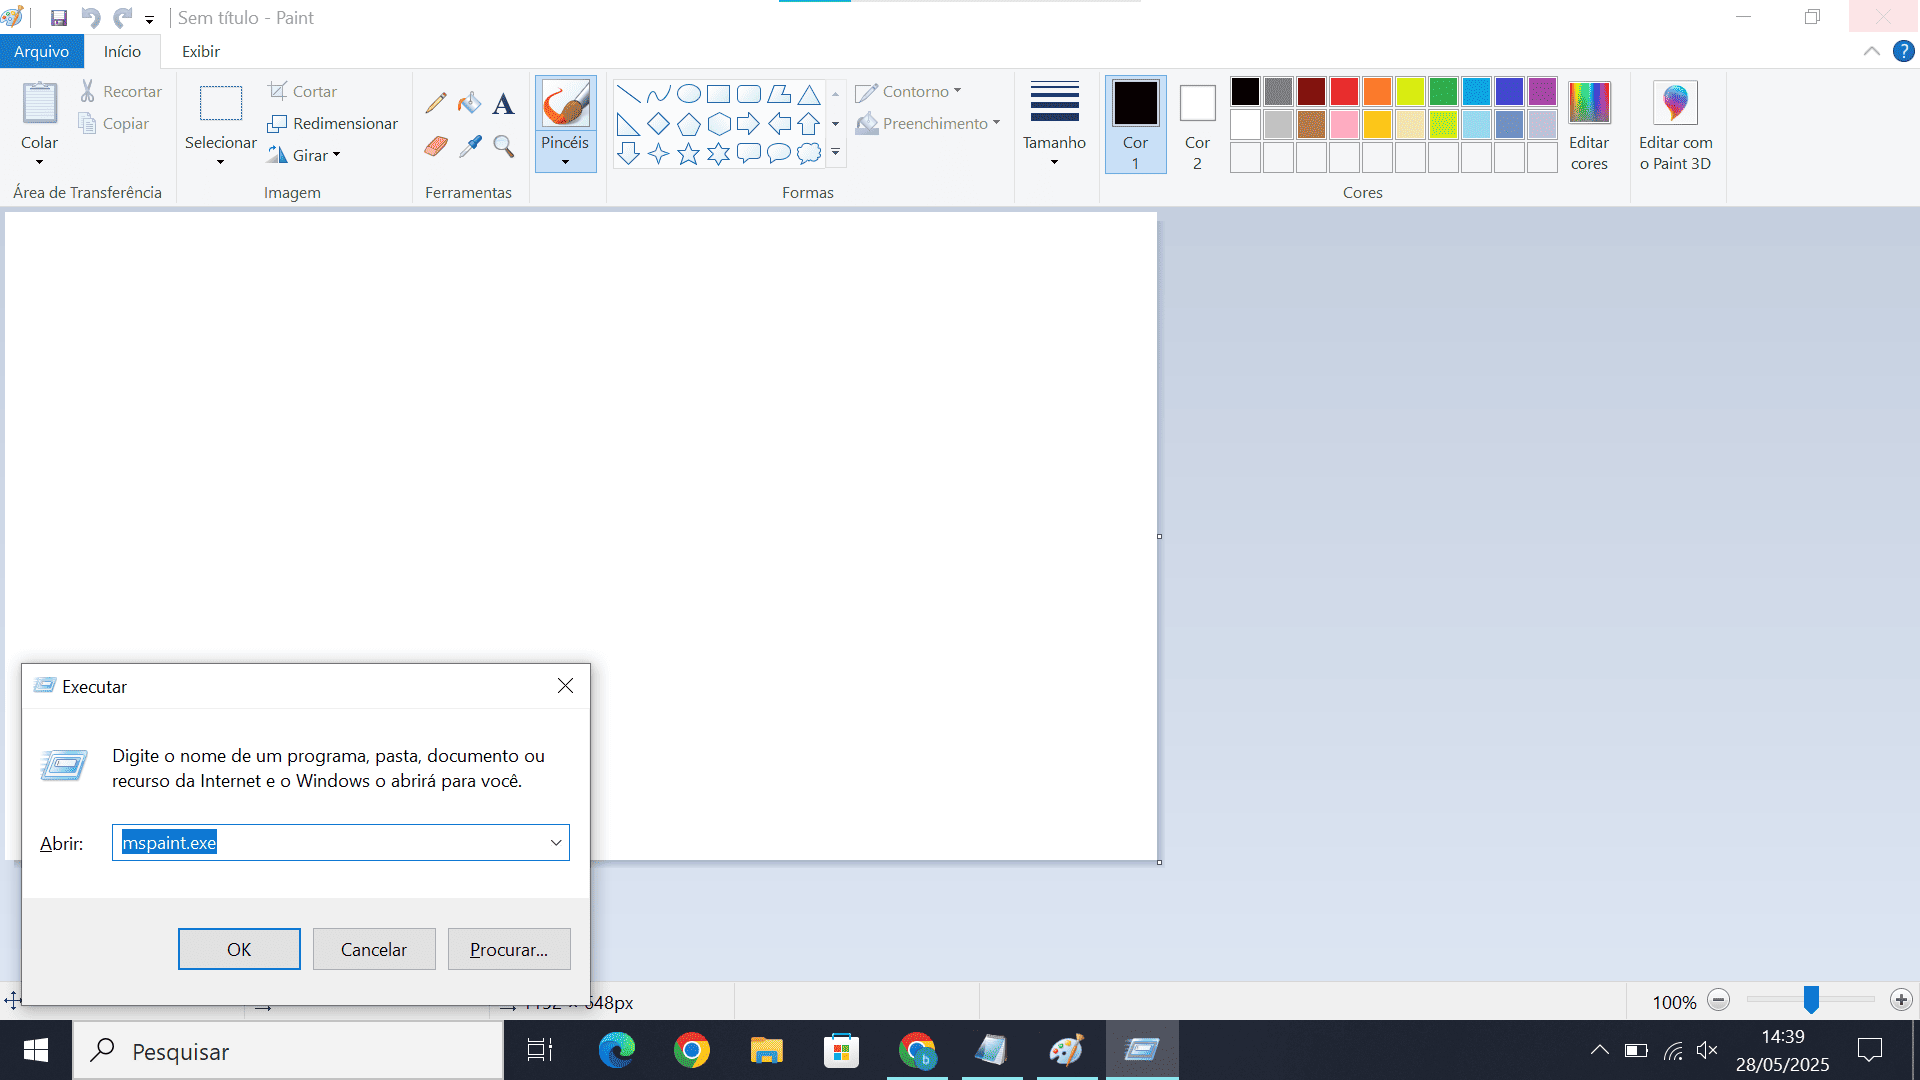 Sem título - Paint
Arquivo
Início
Exibir
Colar
Recortar
Copiar
Área de Transferência
Selecionar
Cortar
Redimensionar
Girar
Imagem
Ferramentas
Pincéis
Contorno
Preenchimento
Formas
Tamanho
Cor
1
Cor
2
Cores
Editar
cores
Editar com
o Paint 3D
Executar
Digite o nome de um programa, pasta, documento ou
recurso da Internet e o Windows o abrirá para você.
Abrir:
mspaint.exe
OK
Cancelar
Procurar...
648px
100%
Pesquisar
14:39
28/05/2025